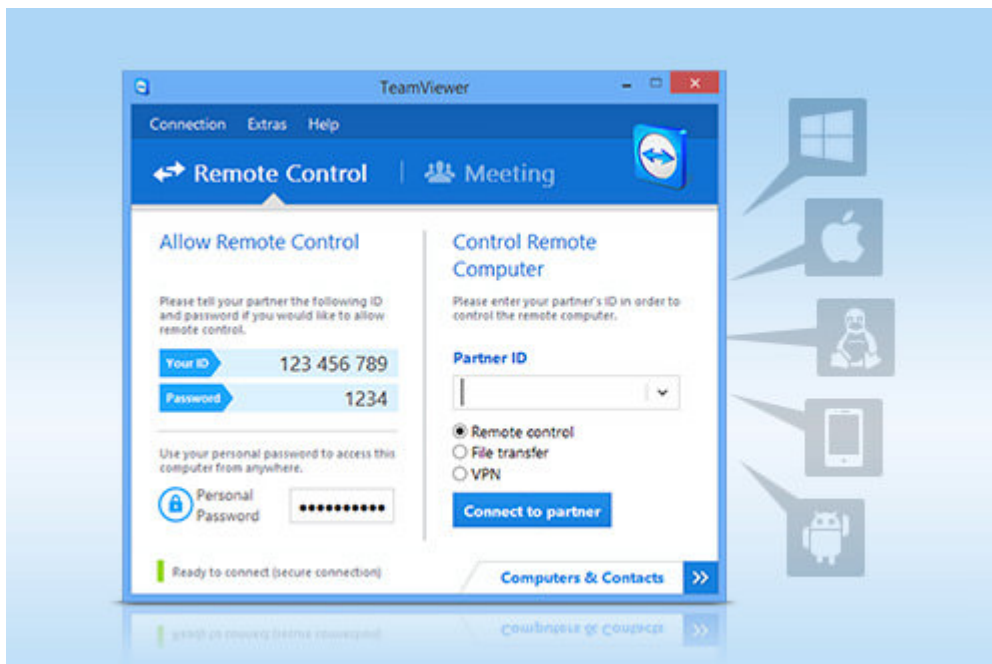 TeamViewer
Connection Extras Help
Remote Control
Meeting
Allow Remote Control
Please tell your partner the following ID
and password if you would like to allow
remote control.
Your ID 123 456 789
Password 1234
Use your personal password to access this
computer from anywhere.
Personal
Password
Ready to connect (secure connection)
Control Remote
Computer
Please enter your partner's ID in order to
control the remote computer.
Partner ID
Remote control
File transfer
VPN
Connect to partner
Computers & Contacts